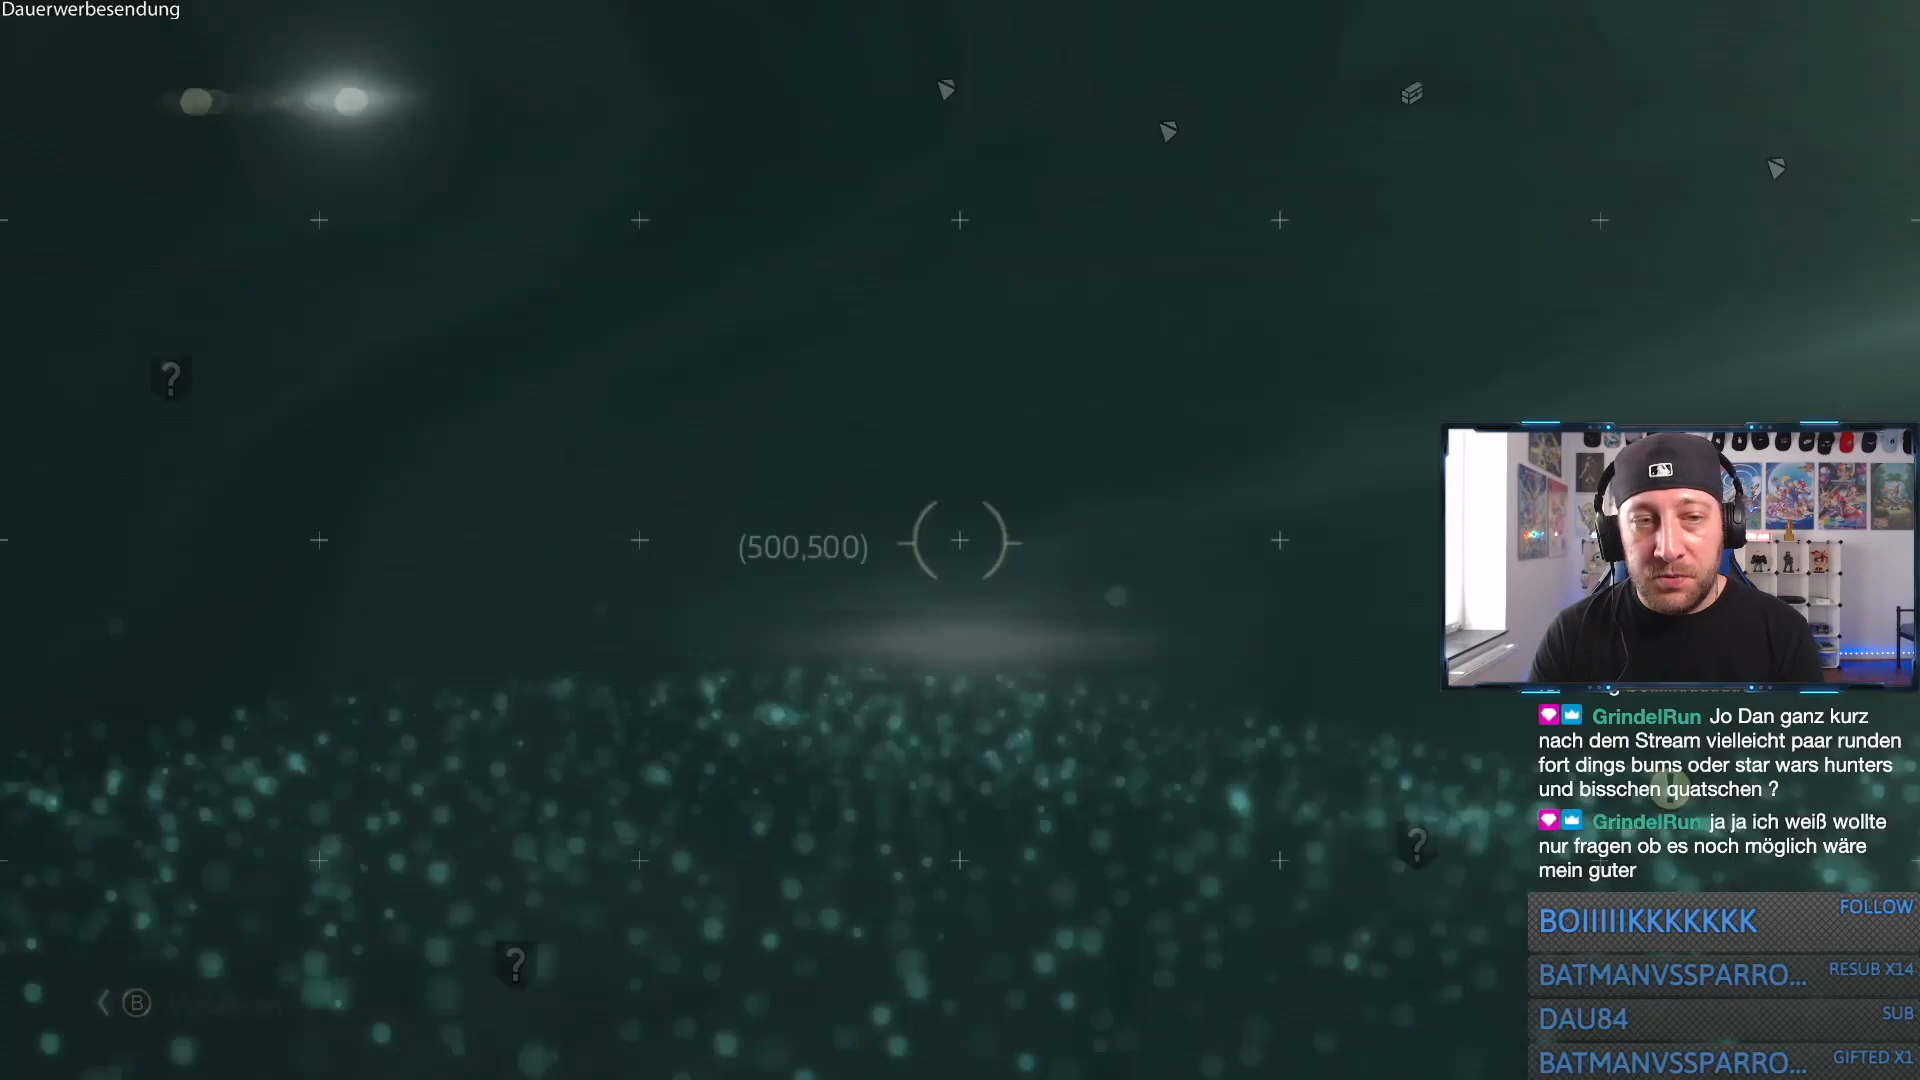 Dauerwerbesendung
?
(500,500)
GrindelRun Jo Dan ganz kurz
nach dem Stream vielleicht paar runden
fort dings bums oder star wars hunters
und bisschen quatschen ?
GrindelRun ja ja ich weiß wollte
nur fragen ob es noch möglich wäre
mein guter
?
BOIIIIIKKKKKKK FOLLOW
BATMANVSSPARRO... RESUB X14
?
B
DAU84 SUB
BATMANVSSPARRO... GIFTED X1